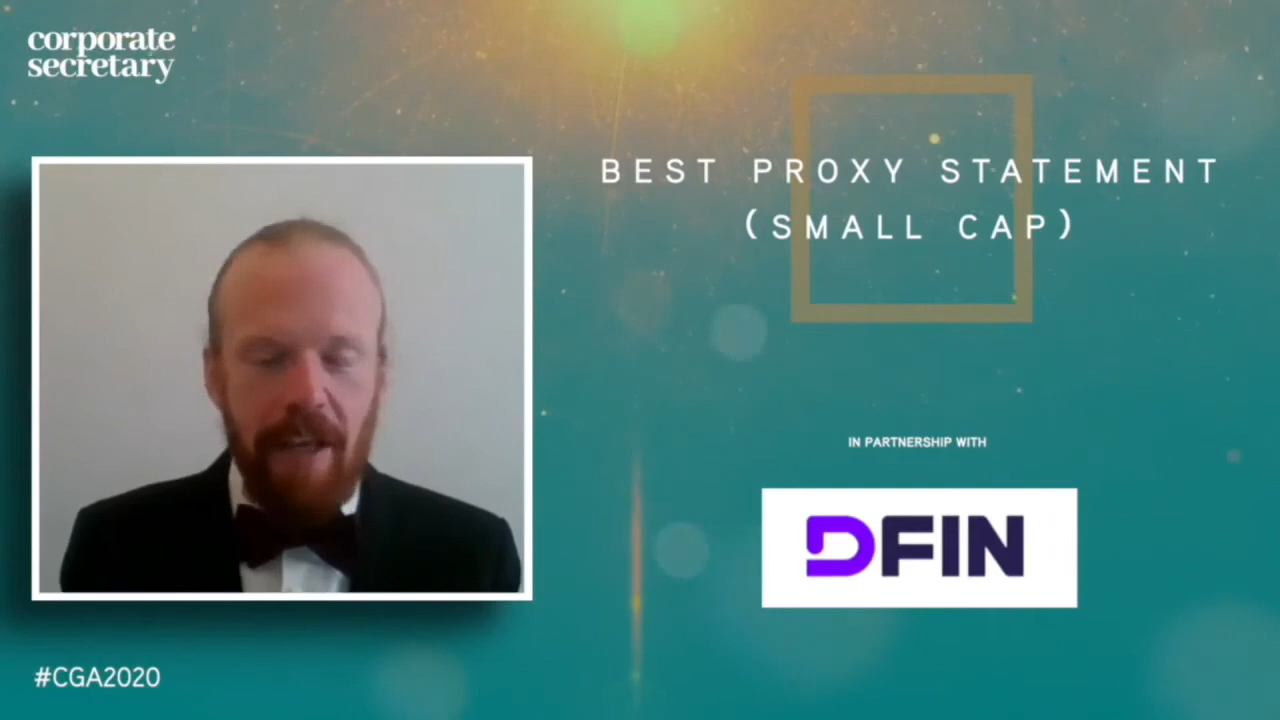 corporate
secretary
BEST PROXY STATEMENT
(SMALL CAP)
IN PARTNERSHIP WITH
DFIN
#CGA2020